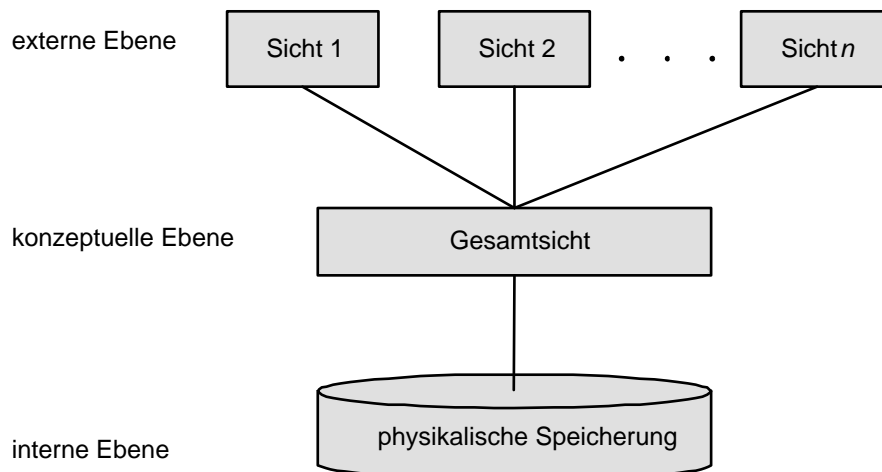 externe Ebene
Sicht 1
Sicht 2
. . .
Sicht n
konzeptuelle Ebene
Gesamtsicht
physikalische Speicherung
interne Ebene